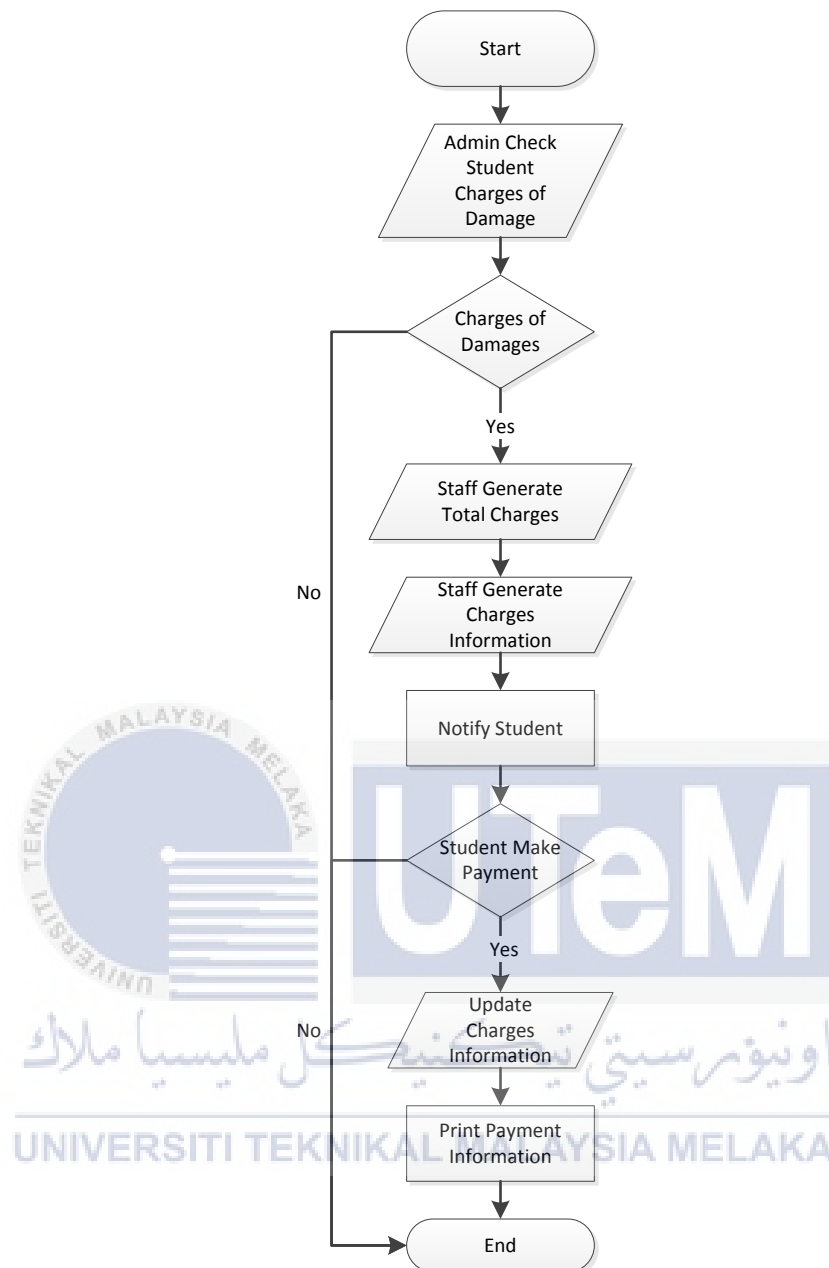 Start
Admin Check
Student
Charges of
Damage
Charges of
Damages
Yes
Staff Generate
Total Charges
No
Staff Generate
Charges
Information
Notify Student
UNIVERSITI TEKNIKAL MALAYSIA MELAKA
UTeM
Student Make
Payment
Yes
Update
Charges
Information
No
اونيۏرسيتي تيكنيكل مليسيا ملاك
Print Payment
Information
UNIVERSITI TEKNIKAL MALAYSIA MELAKA
End